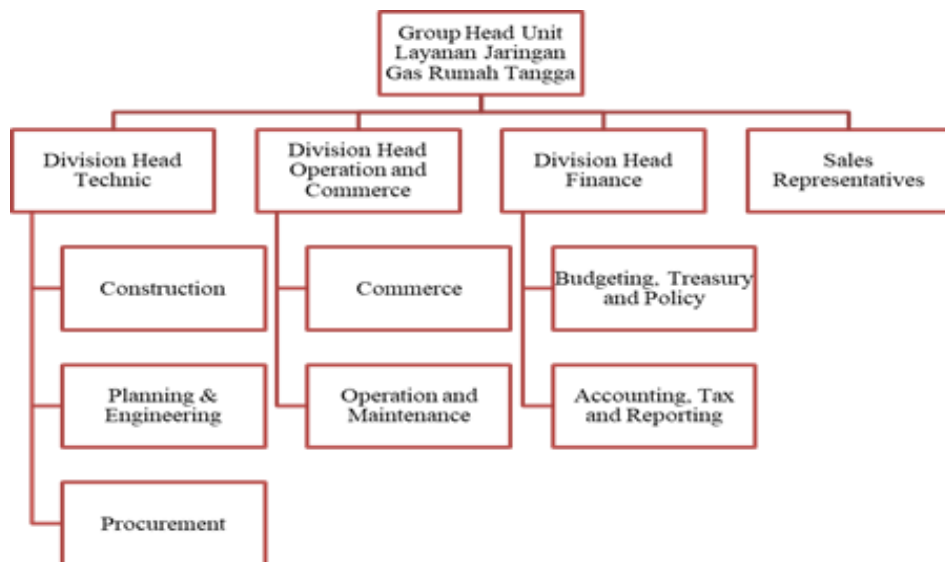 Group Head Unit
Layanan Jaringan
Gas Rumah Tangga
Division Head
Technic
Division Head
Operation and
Commerce
Division Head
Finance
Sales
Representatives
Construction
Commerce
Budgeting, Treasury
and Policy
Planning &
Engineering
Operation and
Maintenance
Accounting, Tax
and Reporting
Procurement